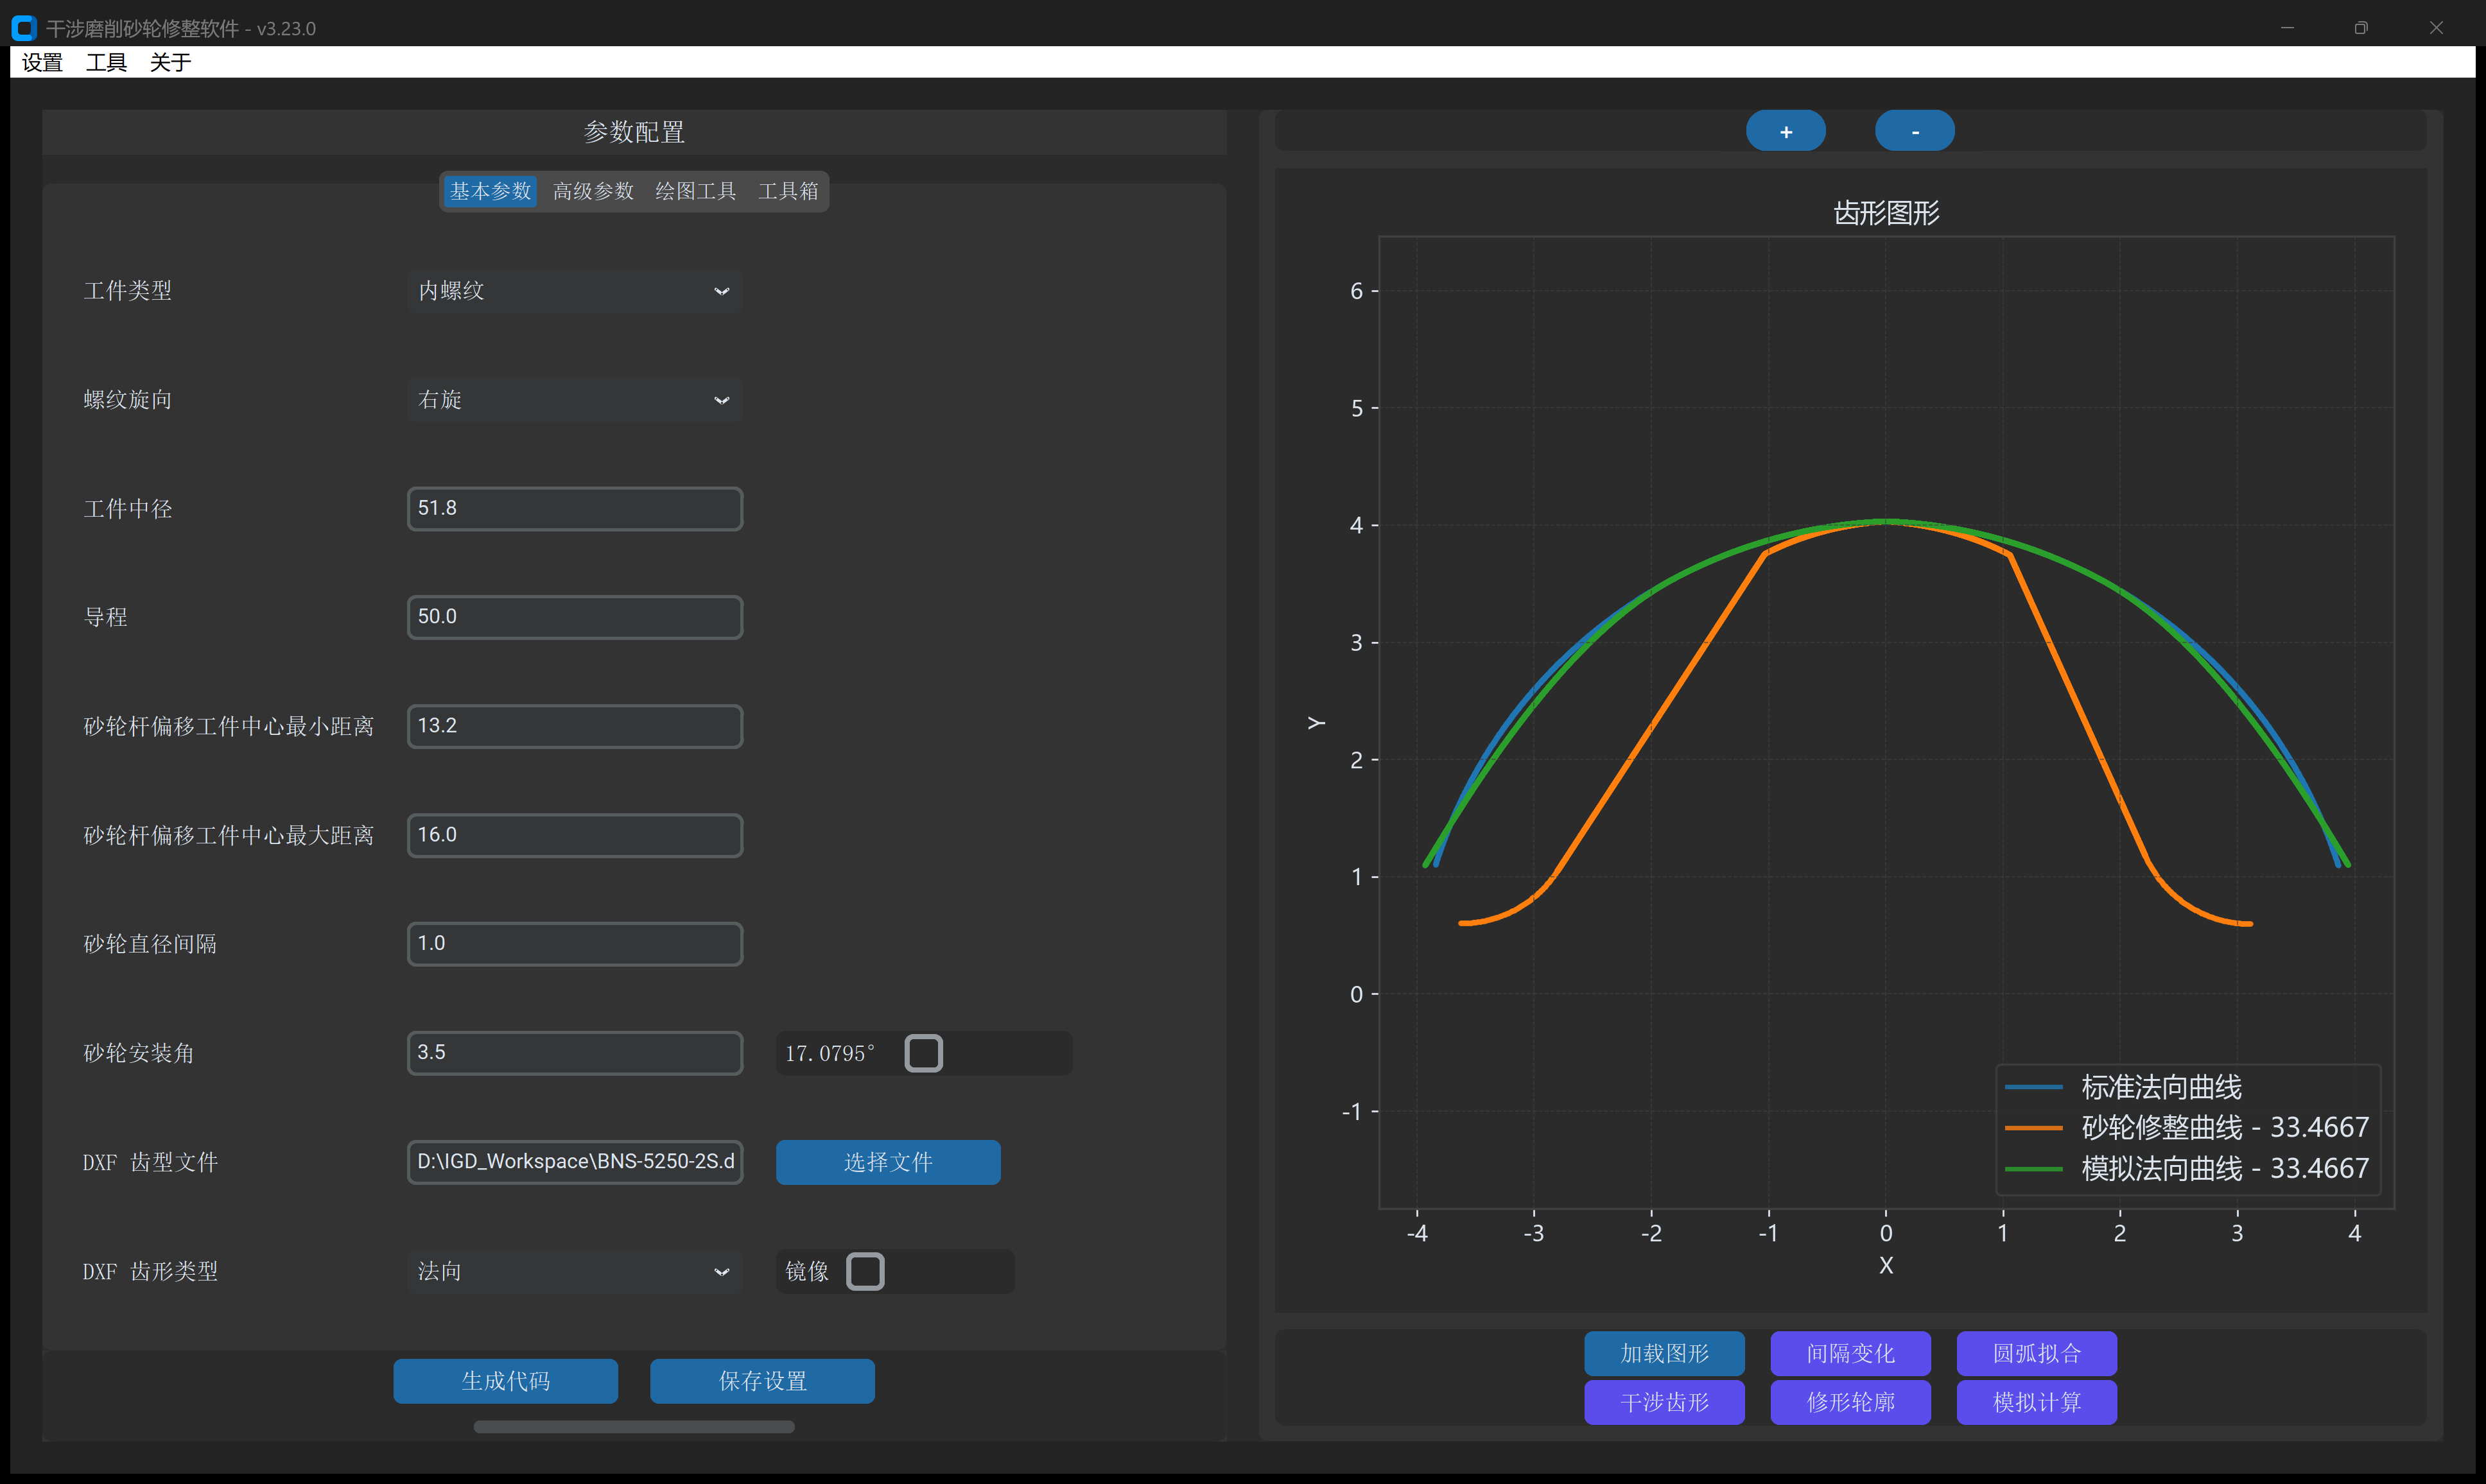 干涉磨削砂轮修整软件 - v3.23.0
设置 工具 关于
参数配置
基本参数 高级参数 绘图工具 工具箱
工件类型 内螺纹
螺纹旋向 右旋
工件中径 51.8
导程 50.0
砂轮杆偏移工件中心最小距离 13.2
砂轮杆偏移工件中心最大距离 16.0
砂轮直径间隔 1.0
砂轮安装角 3.5 17.0795°
DXF 齿型文件 D:\IGD_Workspace\BNS-5250-2S.d 选择文件
DXF 齿形类型 法向 镜像
生成代码 保存设置
+ -
齿形图形
6
5
4
3
2
1
0
-1
Y
-4 -3 -2 -1 0 1 2 3 4
X
标准法向曲线
砂轮修整曲线 - 33.4667
模拟法向曲线 - 33.4667
加载图形 间隔变化 圆弧拟合
干涉齿形 修形轮廓 模拟计算